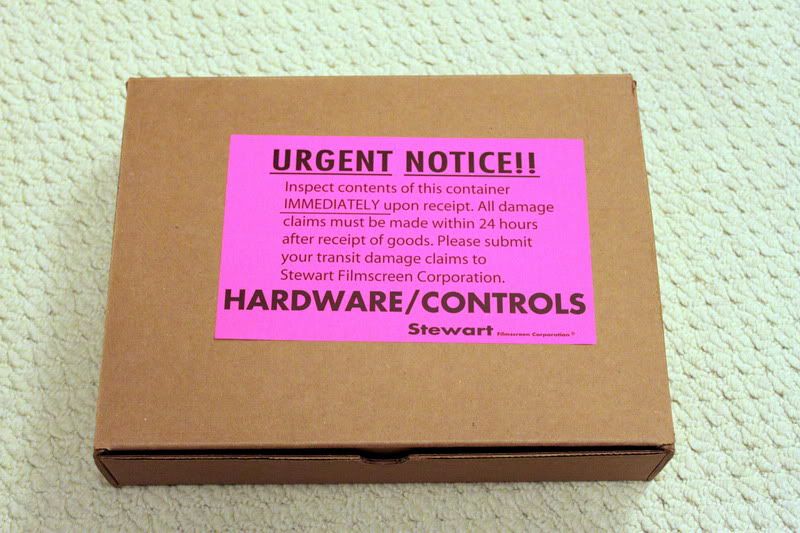 URGENT NOTICE!!
Inspect contents of this container
IMMEDIATELY upon receipt. All damage
claims must be made within 24 hours
after receipt of goods. Please submit
your transit damage claims to
Stewart Filmscreen Corporation.
HARDWARE/CONTROLS
Stewart Filmscreen Corporation®